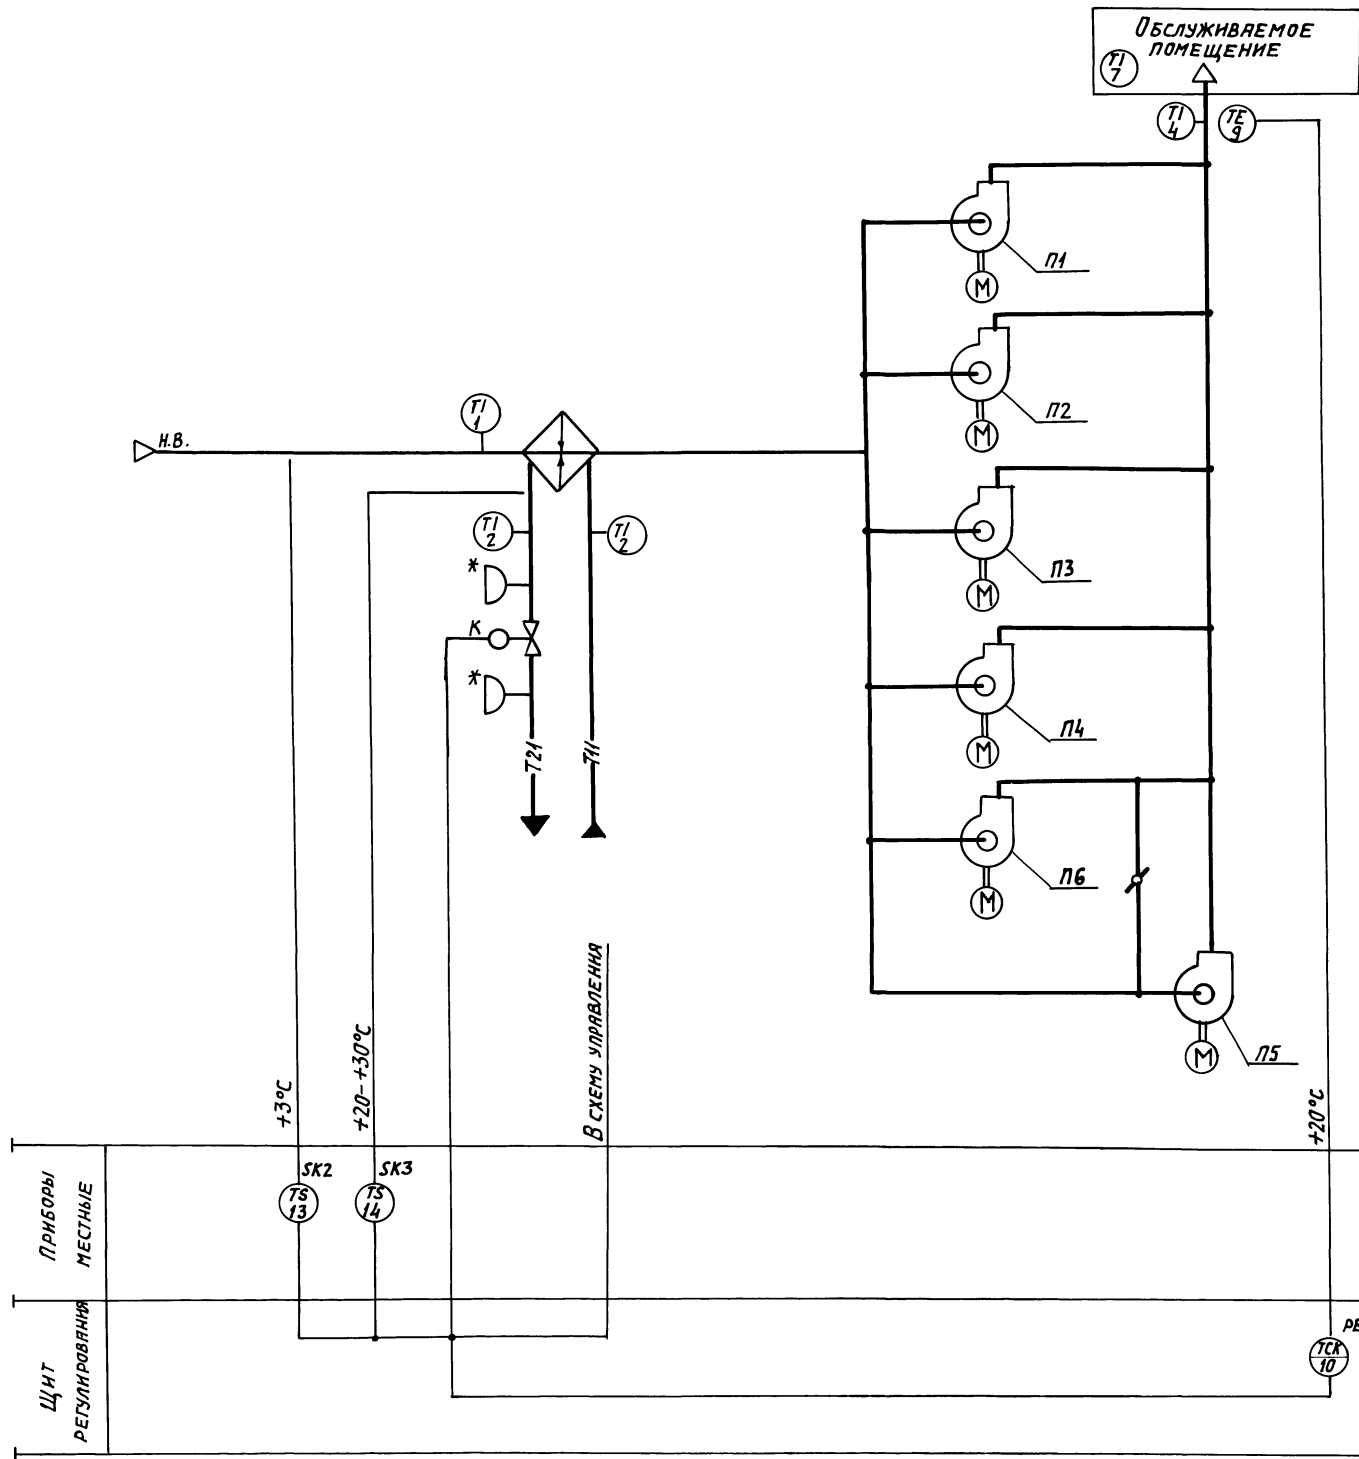 ОБСЛУЖИВАЕМОЕ
ПОМЕЩЕНИЕ
TI
7
TI
4
TE
9
П1
M
П2
M
TI
1
Н.В.
TI
2
TI
2
П3
M
*
К
*
П4
M
T21
T11
П6
M
П5
M
+3°C
+20-+30°C
В СХЕМУ УПРАВЛЕНИЯ
+20°C
ПРИБОРЫ
МЕСТНЫЕ
SK2
TS
13
SK3
TS
14
ЩИТ
РЕГУЛИРОВАНИЯ
TCK
10